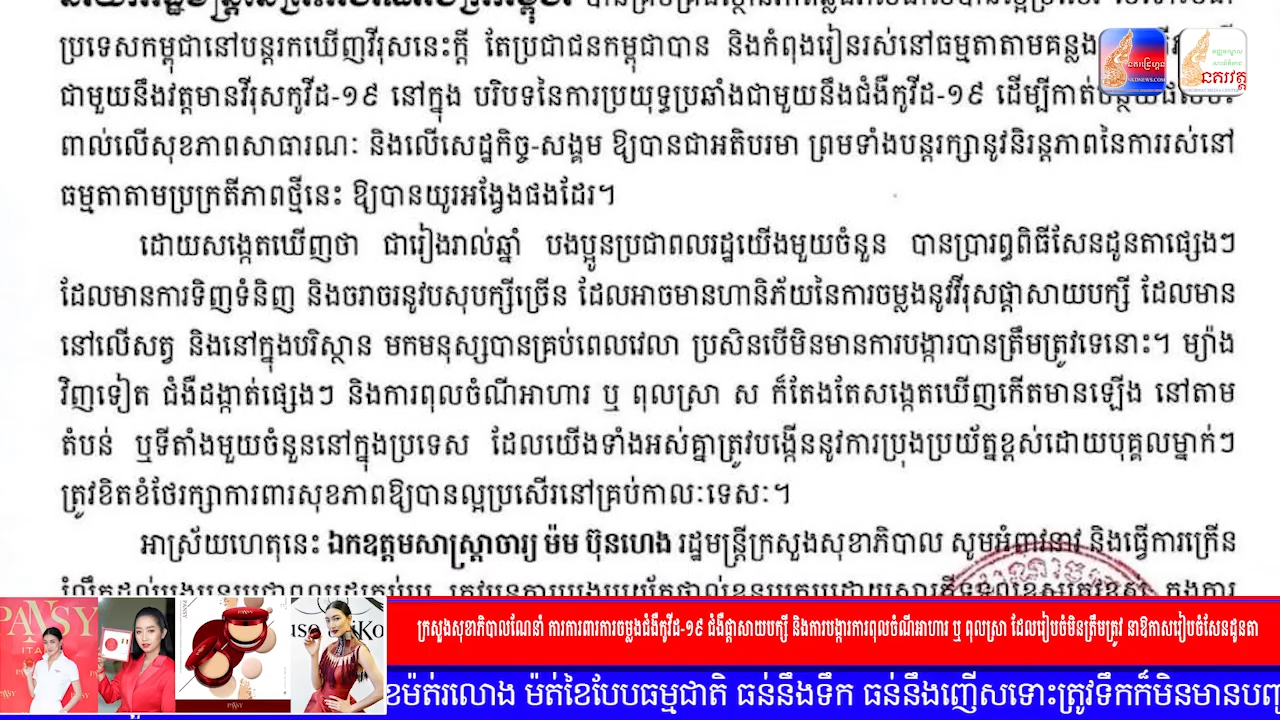 ប្រទេសកម្ពុជានៅបន្តរកឃើញវីរុសនេះក្តី តែប្រជាជនកម្ពុជាបាន និងកំពុងរៀនរស់នៅធម្មតាតាមគន្លង
ជាមួយនឹងវត្តមានវីរុសកូវីដ-១៩ នៅក្នុង បរិបទនៃការប្រយុទ្ធប្រឆាំងជាមួយនឹងជំងឺកូវីដ-១៩ ដើម្បីកាត់បន្ថយផលប៉ះ
ពាល់លើសុខភាពសាធារណៈ និងលើសេដ្ឋកិច្ច-សង្គម ឱ្យបានជាអតិបរមា ព្រមទាំងបន្តរក្សានូវនិរន្តភាពនៃការរស់នៅ
ធម្មតាតាមប្រក្រតីភាពថ្មីនេះ ឱ្យបានយូរអង្វែងផងដែរ។
ដោយសង្កេតឃើញថា ជារៀងរាល់ឆ្នាំ បងប្អូនប្រជាពលរដ្ឋយើងមួយចំនួន បានប្រារព្ធពិធីសែនដូនតាផ្សេងៗ
ដែលមានការទិញទំនិញ និងចរាចរនូវបសុបក្សីច្រើន ដែលអាចមានហានិភ័យនៃការចម្លងនូវវីរុសផ្តាសាយបក្សី ដែលមាន
នៅលើសត្វ និងនៅក្នុងបរិស្ថាន មកមនុស្សបានគ្រប់ពេលវេលា ប្រសិនបើមិនមានការបង្ការបានត្រឹមត្រូវទេនោះ។ ម្យ៉ាង
វិញទៀត ជំងឺដង្កាត់ផ្សេងៗ និងការពុលចំណីអាហារ ឬ ពុលស្រា ស ក៏តែងតែសង្កេតឃើញកើតមានឡើង នៅតាម
តំបន់ ឬទីតាំងមួយចំនួននៅក្នុងប្រទេស ដែលយើងទាំងអស់គ្នាត្រូវបង្កើននូវការប្រុងប្រយ័ត្នខ្ពស់ដោយបុគ្គលម្នាក់ៗ
ត្រូវខិតខំថែរក្សាការពារសុខភាពឱ្យបានល្អប្រសើរនៅគ្រប់កាលៈទេសៈ។
អាស្រ័យហេតុនេះ ឯកឧត្តមសាស្ត្រាចារ្យ ម៉ម ប៊ុនហេង រដ្ឋមន្ត្រីក្រសួងសុខាភិបាល សូមអំពាវនាវ និងធ្វើការក្រើន
នគរដ្រេហ្គន
NKDNEWS.COM
នគរវត្ត
PANSY
ក្រសួងសុខាភិបាលណែនាំ ការការពារការចម្លងជំងឺកូវីដ-១៩ ជំងឺផ្តាសាយបក្សី និងការបង្ការការពុលចំណីអាហារ ឬ ពុលស្រា ដែលរៀបចំមិនត្រឹមត្រូវ នាឱកាសរៀបចំសែនដូនតា
ខម៉ត់រលោង ម៉ត់ខៃបែបធម្មជាតិ ធន់នឹងទឹក ធន់នឹងញើសទោះត្រូវទឹកក៏មិនមានបញ្